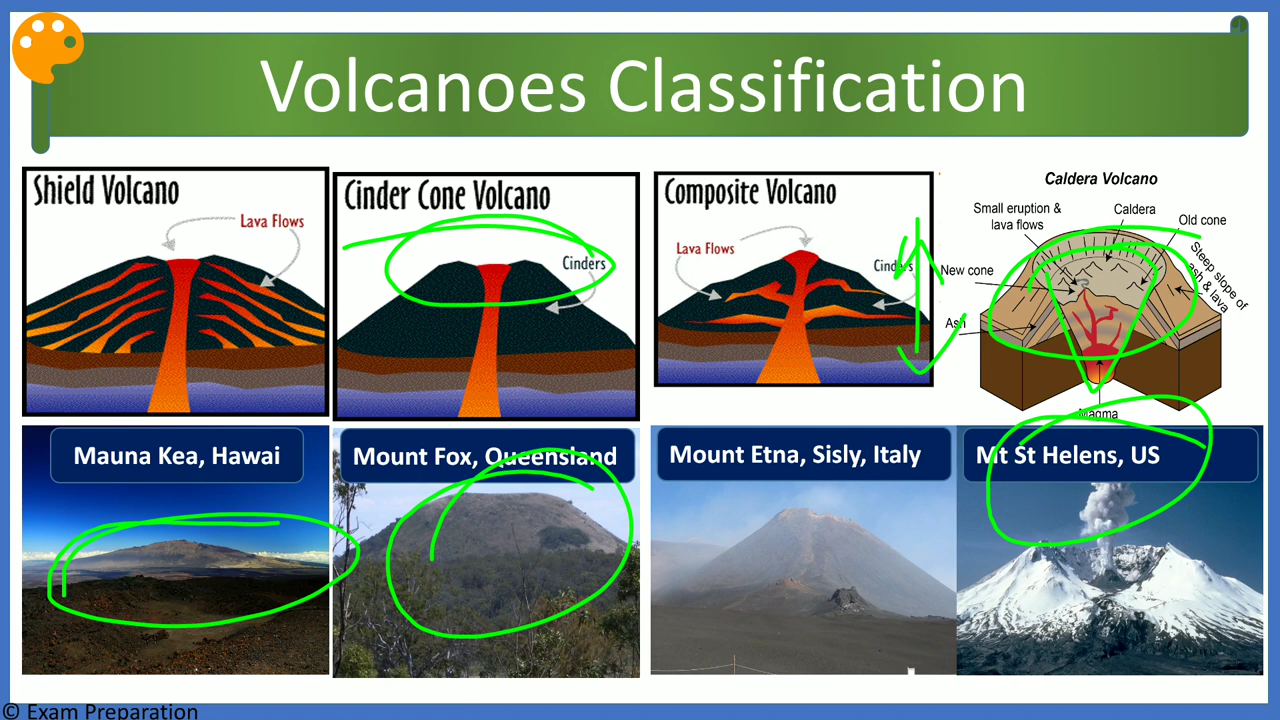 Volcanoes Classification
Shield Volcano
Lava Flows
Cinder Cone Volcano
Cinders
Composite Volcano
Lava Flows
Cinders
Caldera Volcano
Small eruption &
lava flows
Caldera
Old cone
New cone
Steep slope of
ash & lava
Ash
Magma
Mauna Kea, Hawai
Mount Fox, Queensland
Mount Etna, Sisly, Italy
Mt St Helens, US
© Exam Preparation